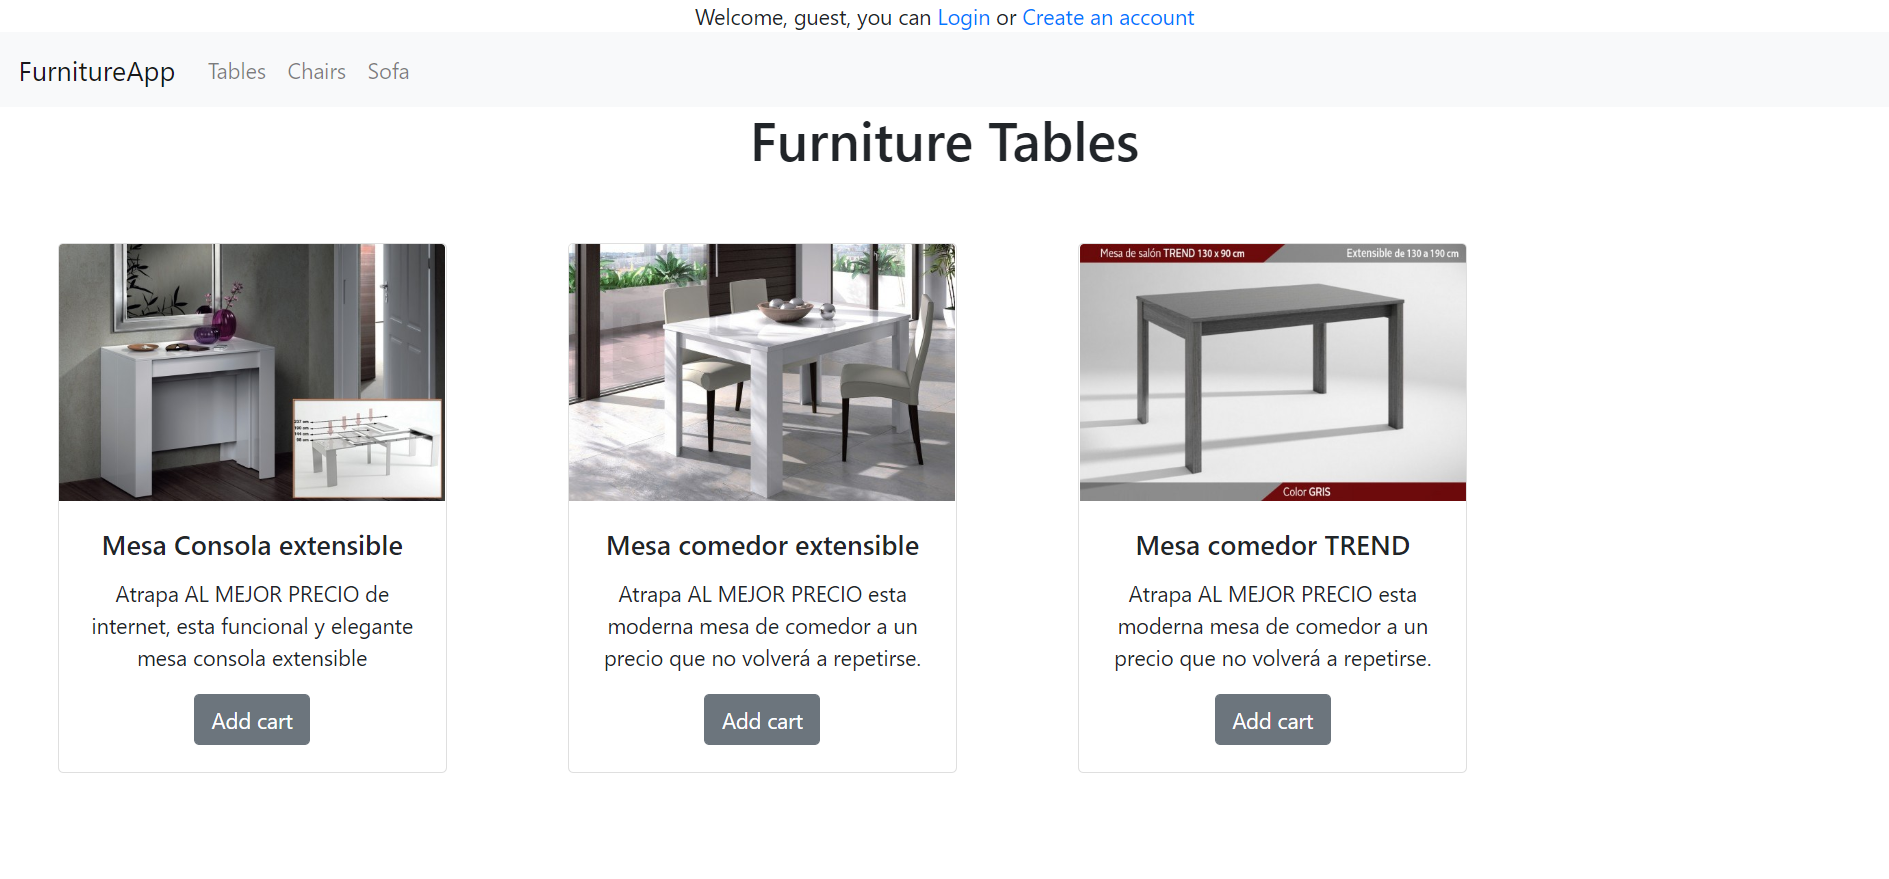 Welcome, guest, you can Login or Create an account
FurnitureApp Tables Chairs Sofa
Furniture Tables
Mesa de salón TREND 130 x 90 cm
Extensible de 130 a 190 cm
Color GRIS
Mesa Consola extensible
Atrapa AL MEJOR PRECIO de
internet, esta funcional y elegante
mesa consola extensible
Add cart
Mesa comedor extensible
Atrapa AL MEJOR PRECIO esta
moderna mesa de comedor a un
precio que no volverá a repetirse.
Add cart
Mesa comedor TREND
Atrapa AL MEJOR PRECIO esta
moderna mesa de comedor a un
precio que no volverá a repetirse.
Add cart